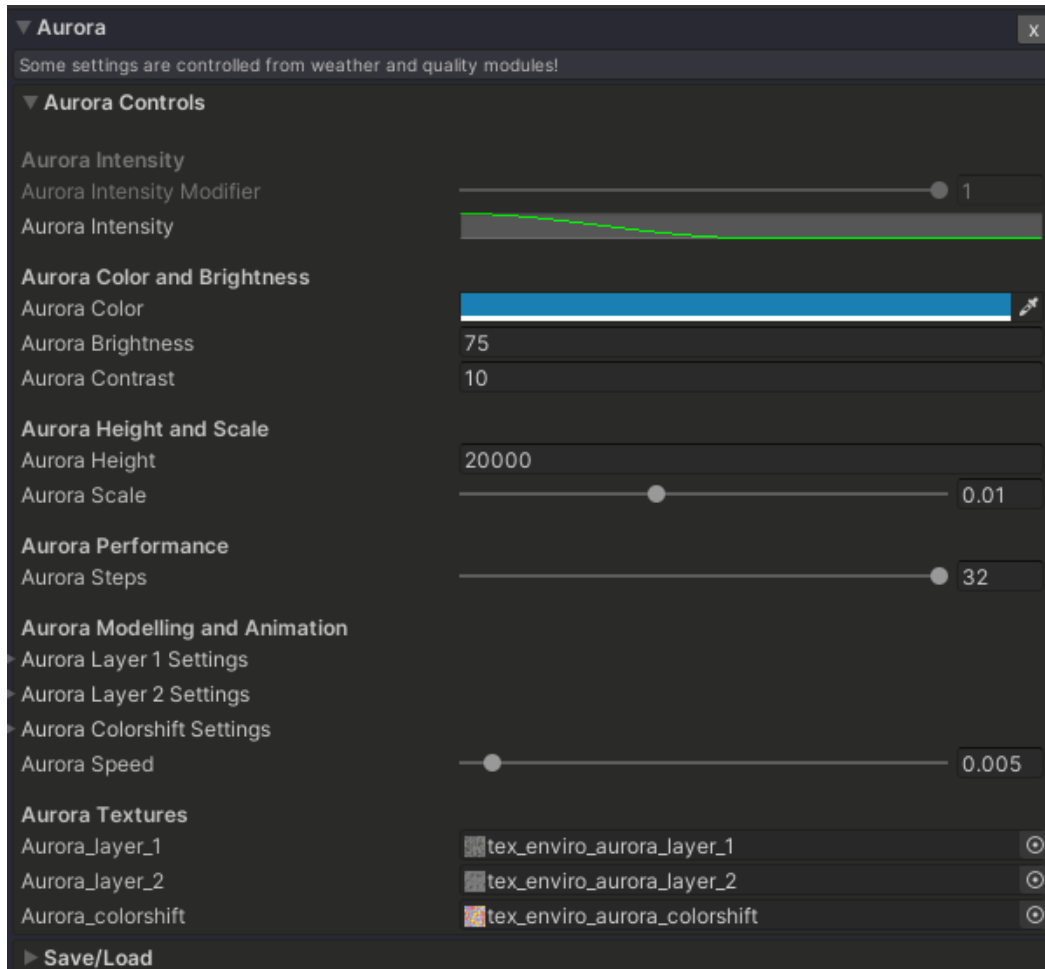 Aurora
x
Some settings are controlled from weather and quality modules!
Aurora Controls
Aurora Intensity
Aurora Intensity Modifier 1
Aurora Intensity
Aurora Color and Brightness
Aurora Color
Aurora Brightness 75
Aurora Contrast 10
Aurora Height and Scale
Aurora Height 20000
Aurora Scale 0.01
Aurora Performance
Aurora Steps 32
Aurora Modelling and Animation
Aurora Layer 1 Settings
Aurora Layer 2 Settings
Aurora Colorshift Settings
Aurora Speed 0.005
Aurora Textures
Aurora_layer_1 tex_enviro_aurora_layer_1
Aurora_layer_2 tex_enviro_aurora_layer_2
Aurora_colorshift tex_enviro_aurora_colorshift
Save/Load